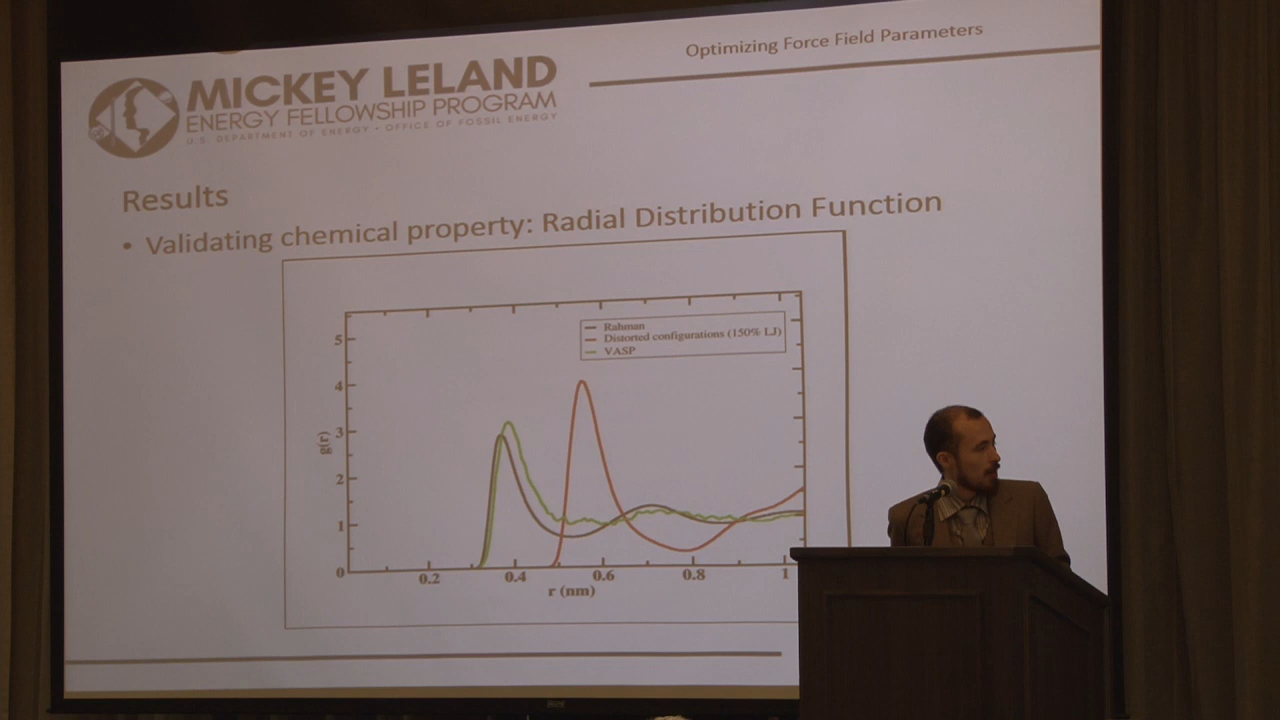 Optimizing Force Field Parameters
MICKEY LELAND
ENERGY FELLOWSHIP PROGRAM
U.S. DEPARTMENT OF ENERGY • OFFICE OF FOSSIL ENERGY
Results
• Validating chemical property: Radial Distribution Function
Rahman
Distorted configurations (150% LJ)
VASP
5
4
3
2
1
0
g(r)
0.2 0.4 0.6 0.8 1
r (nm)